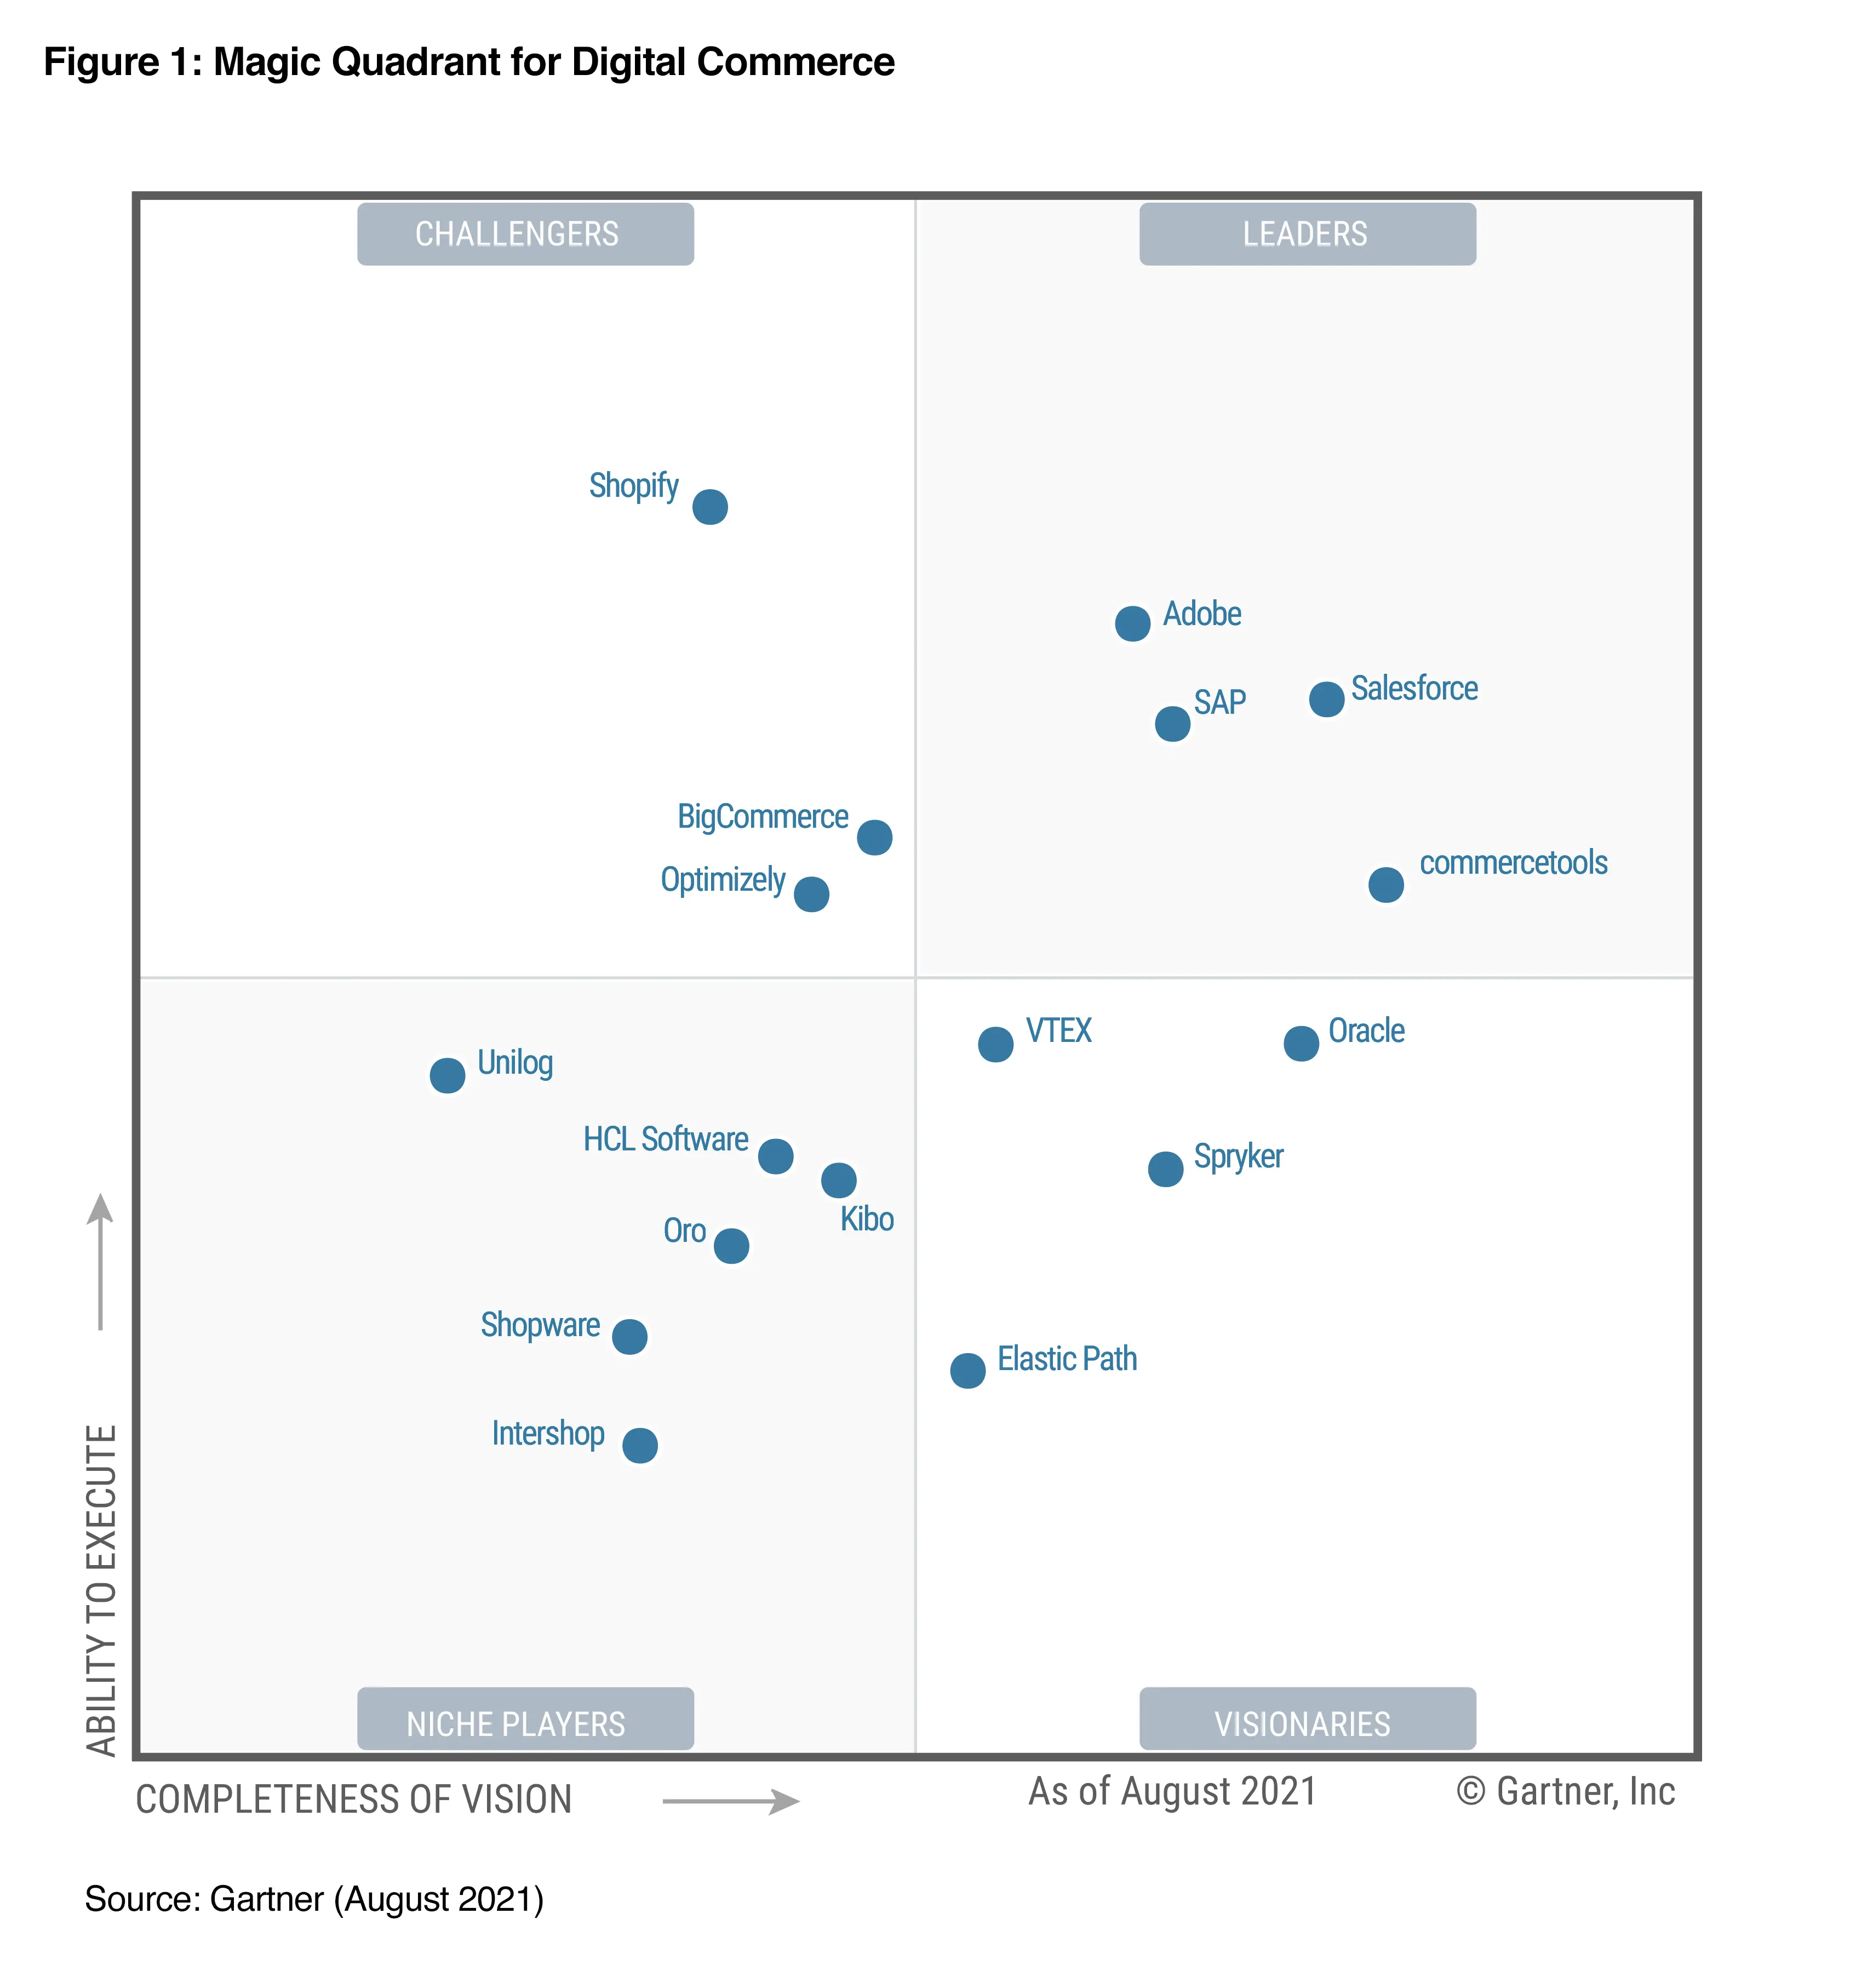 Figure 1: Magic Quadrant for Digital Commerce
CHALLENGERS
LEADERS
Shopify
Adobe
Salesforce
SAP
BigCommerce
commercetools
Optimizely
VTEX
Oracle
Unilog
HCL Software
Spryker
Kibo
Oro
Shopware
Elastic Path
Intershop
NICHE PLAYERS
VISIONARIES
ABILITY TO EXECUTE
COMPLETENESS OF VISION
As of August 2021
© Gartner, Inc
Source: Gartner (August 2021)